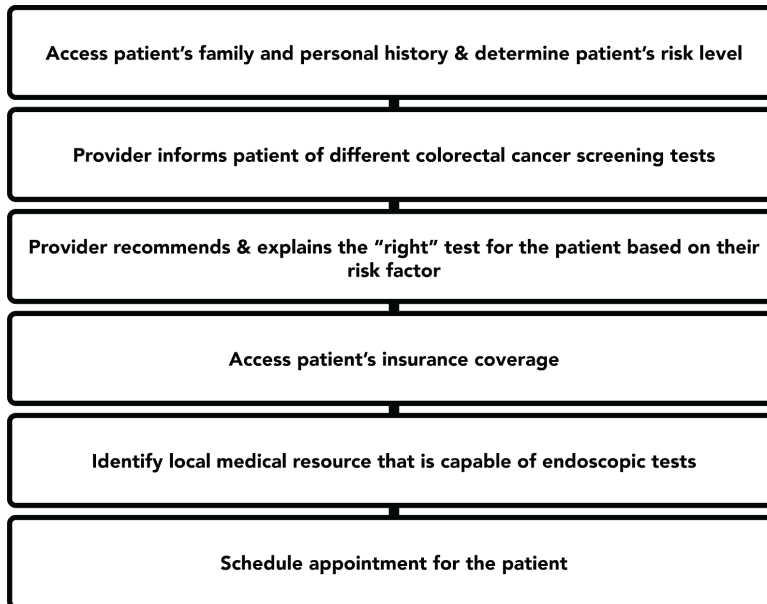 Access patient’s family and personal history & determine patient’s risk level
Provider informs patient of different colorectal cancer screening tests
Provider recommends & explains the “right” test for the patient based on their
risk factor
Access patient’s insurance coverage
Identify local medical resource that is capable of endoscopic tests
Schedule appointment for the patient